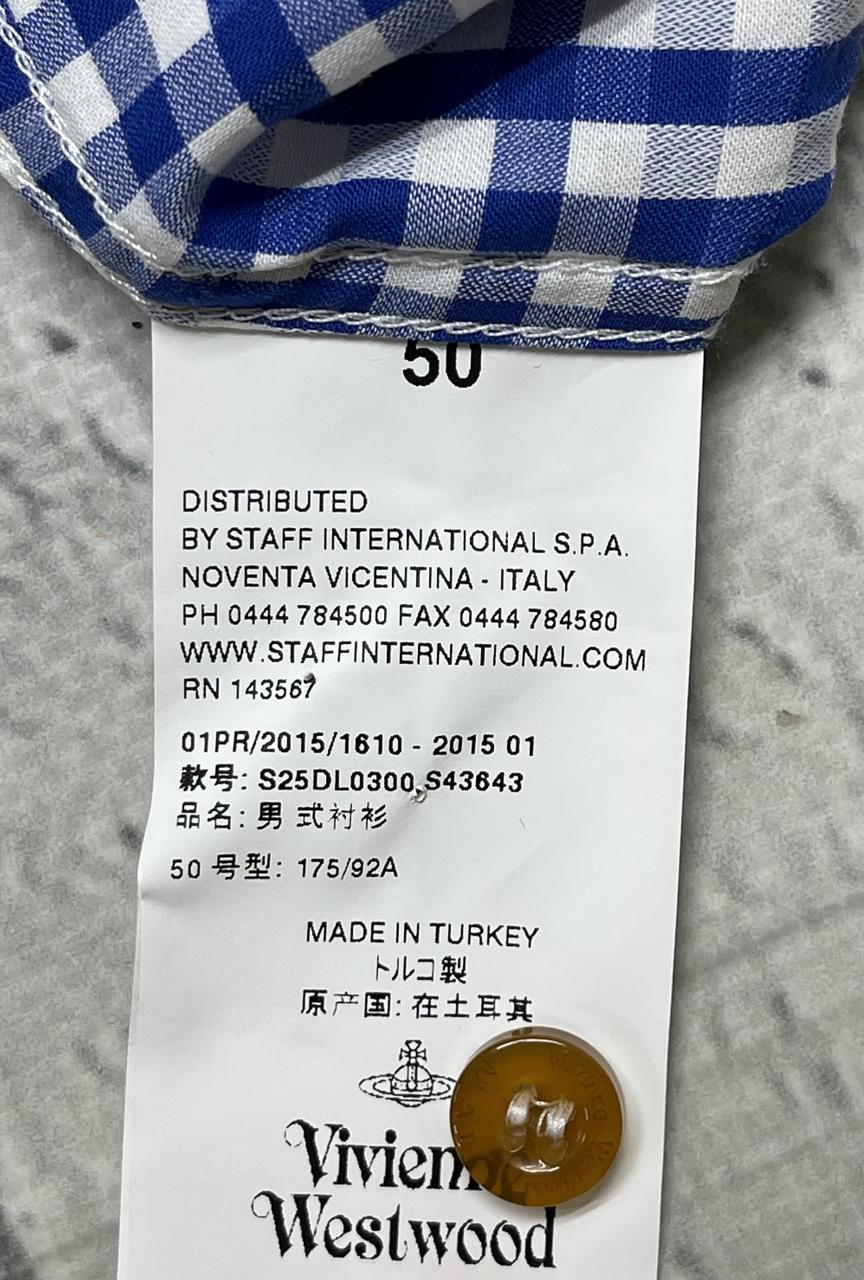 50
DISTRIBUTED
BY STAFF INTERNATIONAL S.P.A.
NOVENTA VICENTINA - ITALY
PH 0444 784500 FAX 0444 784580
WWW.STAFFINTERNATIONAL.COM
RN 143567
01PR/2015/1610 - 2015 01
款号: S25DL0300 S43643
品名: 男式衬衫
50 号型: 175/92A
MADE IN TURKEY
トルコ製
原产国: 在土耳其
Vivienne
Westwood